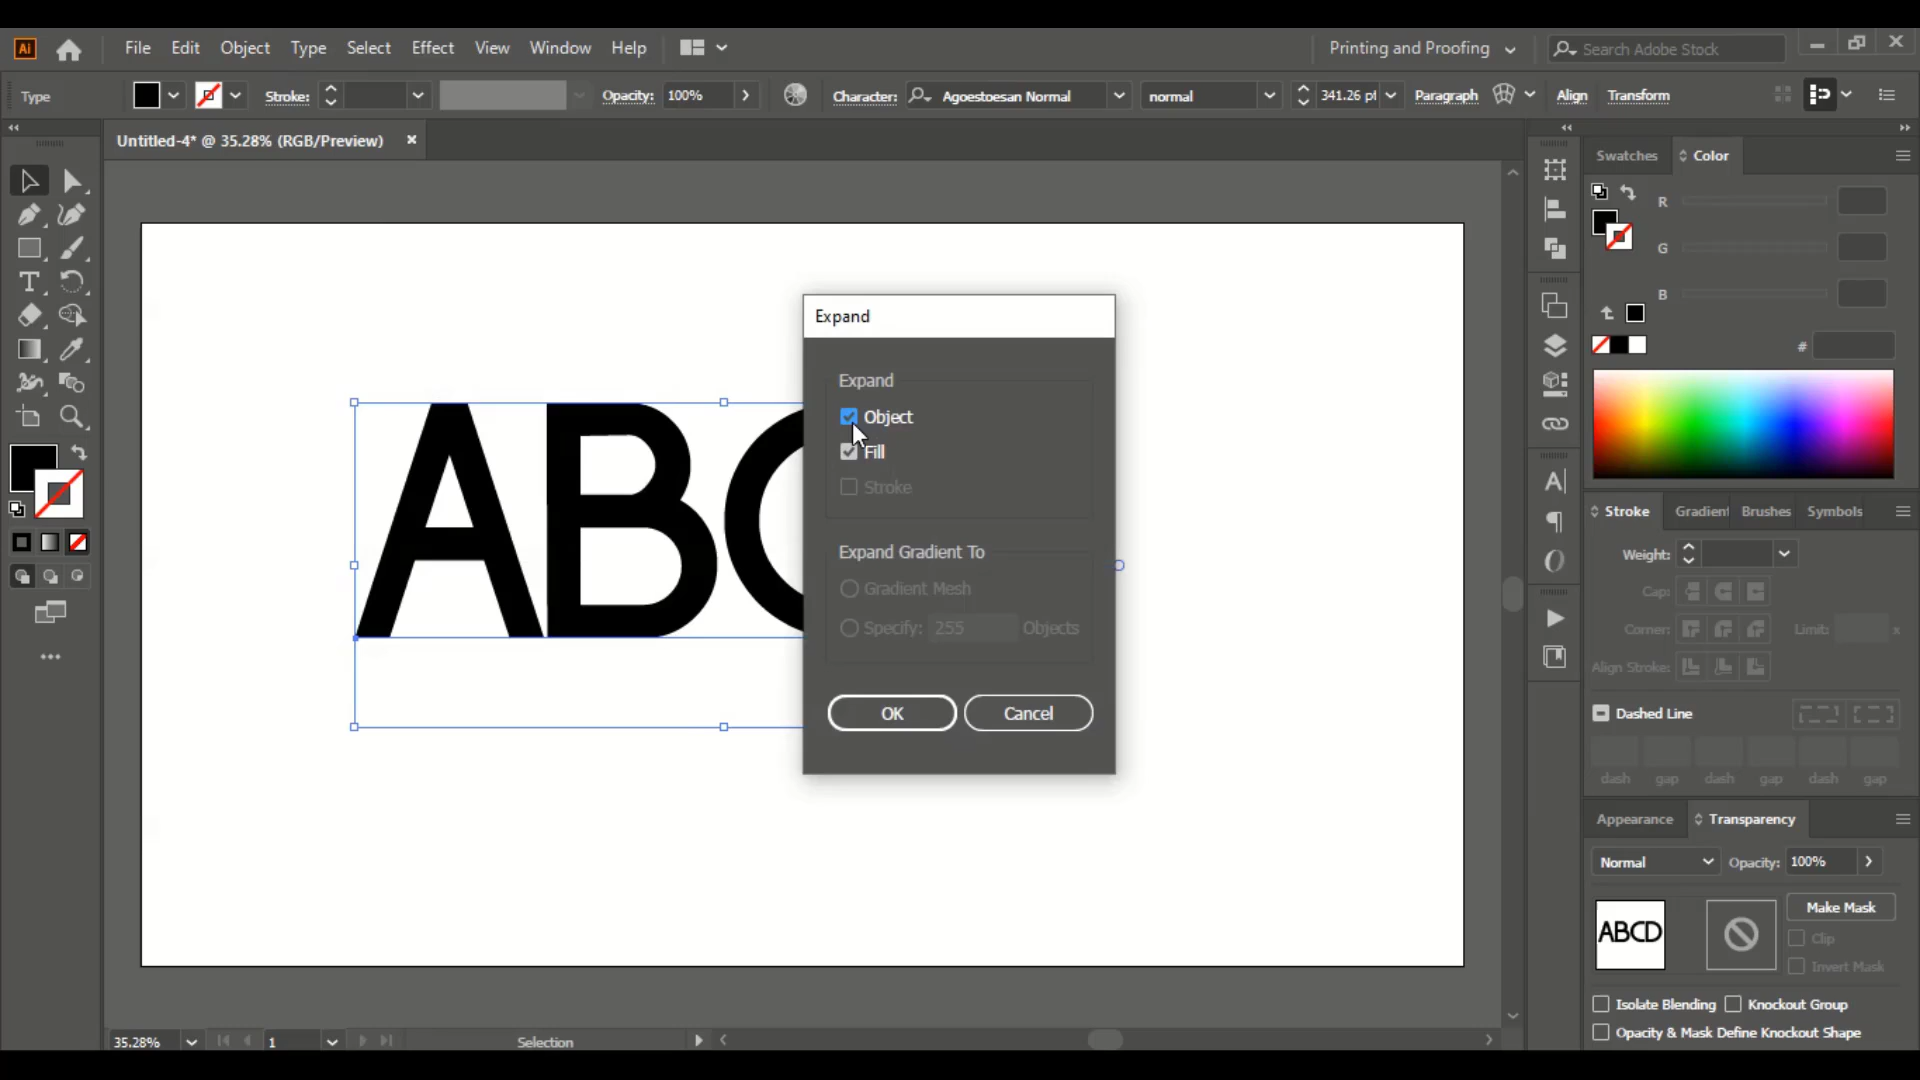 Ai File Edit Object Type Select Effect View Window Help Printing and Proofing Search Adobe Stock
Type Stroke: Opacity: 100% Character: Agoestoesan Normal normal 341.26 pt Paragraph Align Transform
Untitled-4* @ 35.28% (RGB/Preview)
Swatches Color
R
G
B
#
ABC
Expand
Expand
Object
Fill
Stroke
Expand Gradient To
Gradient Mesh
Specify: 255 Objects
OK Cancel
Stroke Gradient Brushes Symbols
Weight:
Cap:
Corner: Limit: x
Align Stroke:
Dashed Line
dash gap dash gap dash gap
Appearance Transparency
Normal Opacity: 100%
Make Mask
ABCD
Clip
Invert Mask
Isolate Blending Knockout Group
Opacity & Mask Define Knockout Shape
35.28% 1 Selection